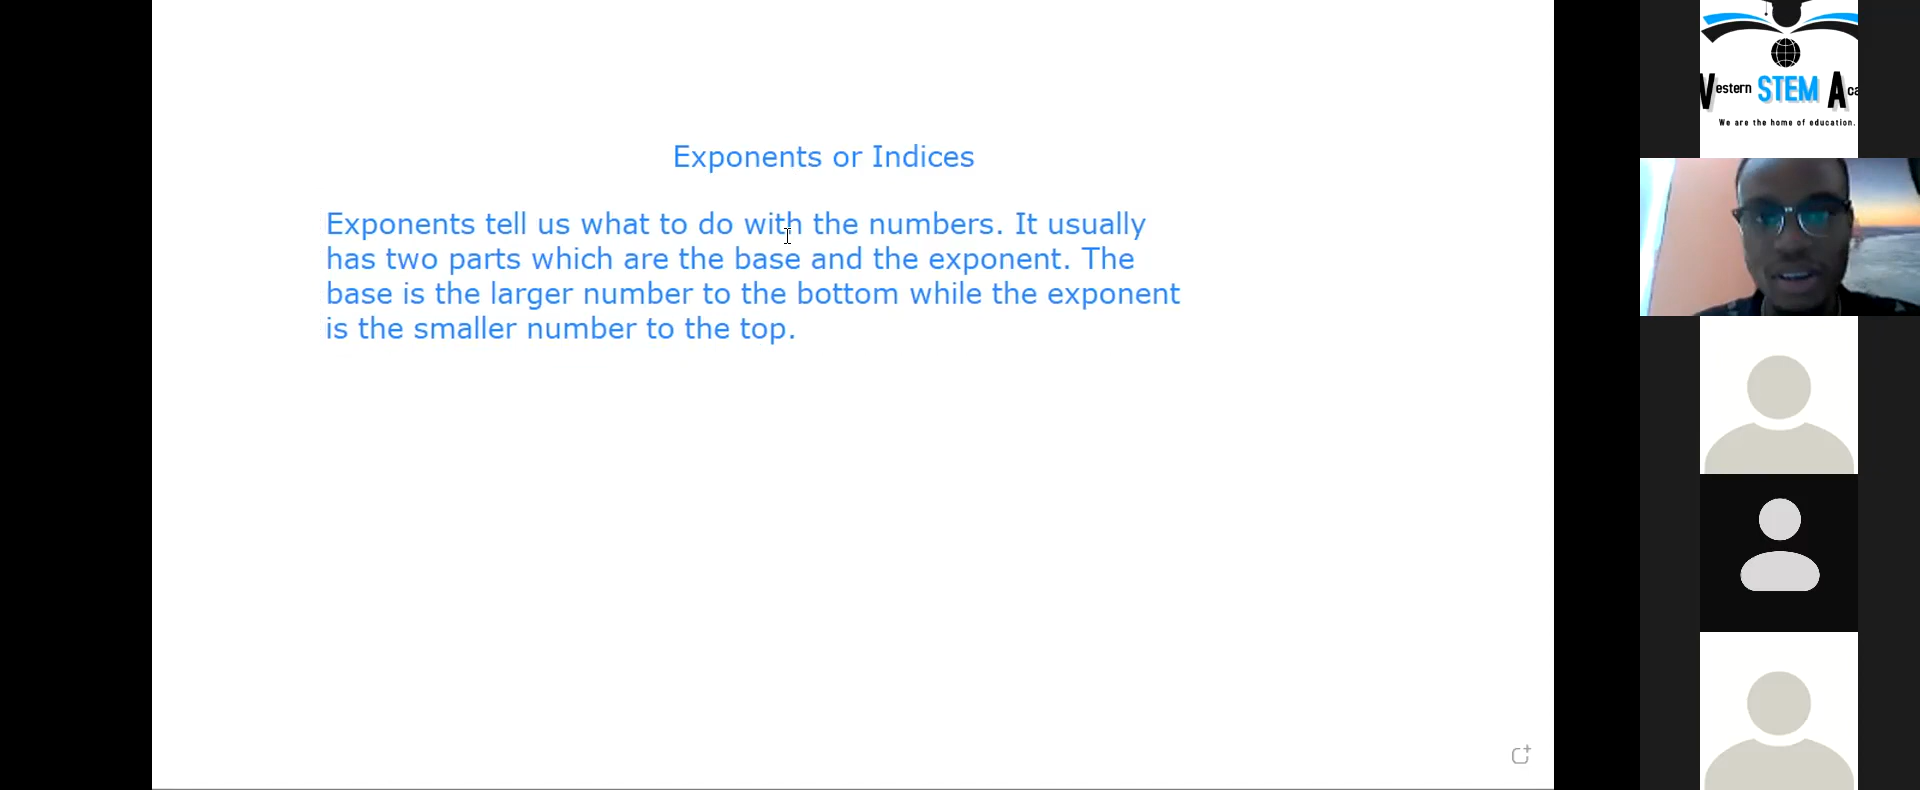 Exponents or Indices
Exponents tell us what to do with the numbers. It usually
has two parts which are the base and the exponent. The
base is the larger number to the bottom while the exponent
is the smaller number to the top.
estern STEM A
We are the home of education.